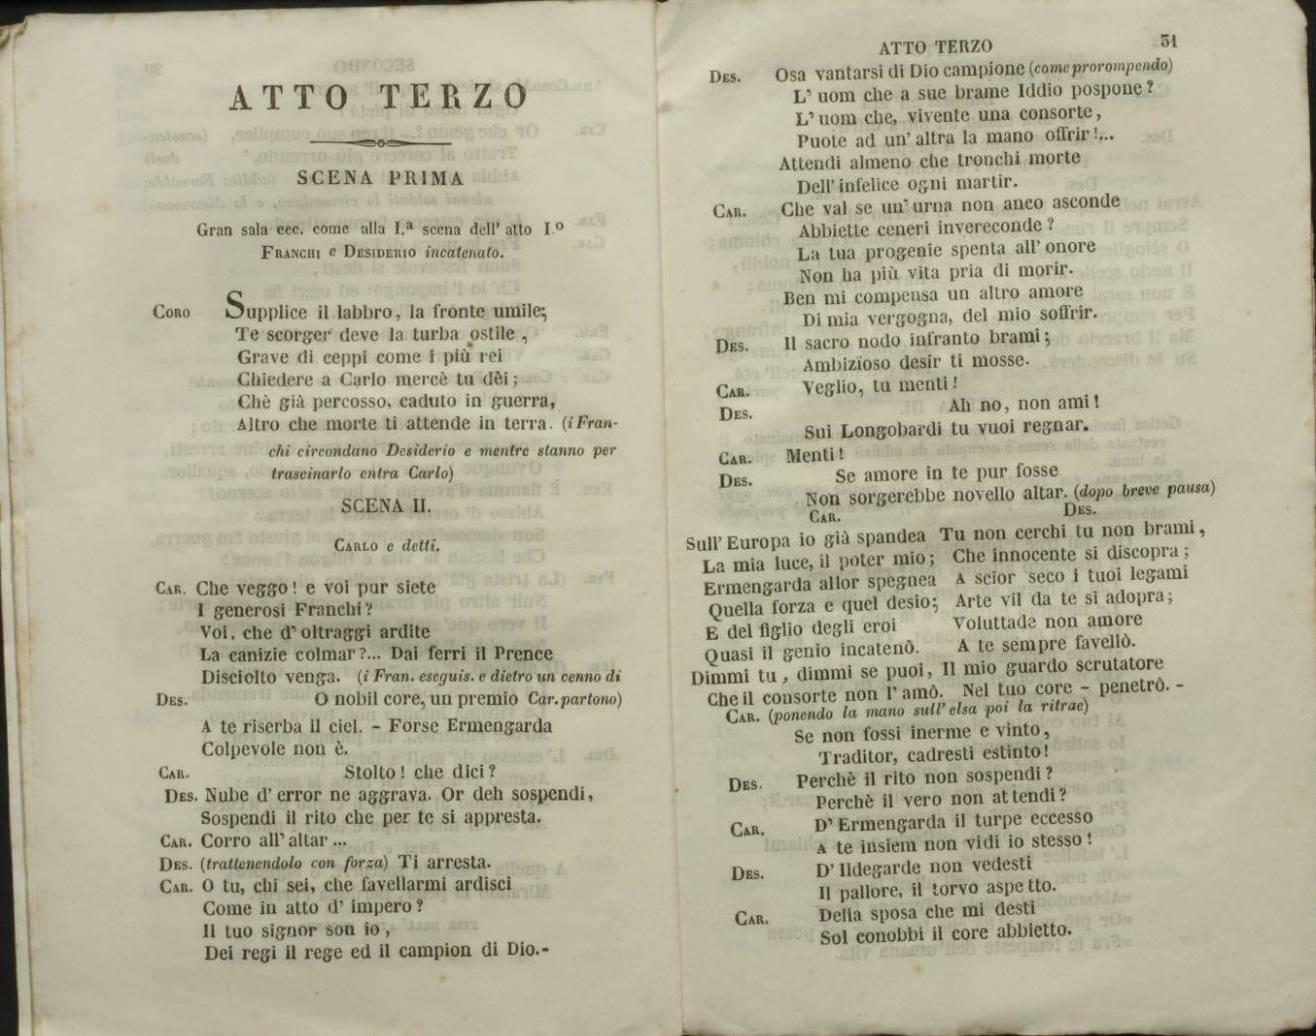 ATTO TERZO
SCENA PRIMA
Gran sala ecc. come alla I.ª scena dell' atto I.º
FRANCHI e DESIDERIO incatenato.
CORO Supplice il labbro, la fronte umile;
Te scorger deve la turba ostile,
Grave di ceppi come i più rei
Chiedere a Carlo mercè tu dèi;
Chè già percosso, caduto in guerra,
Altro che morte ti attende in terra. (i Fran-
chi circondano Desiderio e mentre stanno per
trascinarlo entra Carlo)
SCENA II.
CARLO e detti.
CAR. Che veggo! e voi pur siete
I generosi Franchi?
Voi, che d' oltraggi ardite
La canizie colmar?... Dai ferri il Prence
Disciolto venga. (i Fran. eseguis. e dietro un cenno di
DES. O nobil core, un premio Car. partono)
A te riserba il ciel. - Forse Ermengarda
Colpevole non è.
CAR. Stolto! che dici?
DES. Nube d' error ne aggrava. Or deh sospendi,
Sospendi il rito che per te si appresta.
CAR. Corro all' altar ...
DES. (trattenendolo con forza) Ti arresta.
CAR. O tu, chi sei, che favellarmi ardisci
Come in atto d' impero?
Il tuo signor son io,
Dei regi il rege ed il campion di Dio.-
ATTO TERZO 31
DES. Osa vantarsi di Dio campione (come prorompendo)
L' uom che a sue brame Iddio pospone?
L' uom che, vivente una consorte,
Puote ad un' altra la mano offrir!...
Attendi almeno che tronchi morte
Dell' infelice ogni martir.
CAR. Che val se un' urna non anco asconde
Abbiette ceneri invereconde?
La tua progenie spenta all' onore
Non ha più vita pria di morir.
Ben mi compensa un altro amore
Di mia vergogna, del mio soffrir.
DES. Il sacro nodo infranto brami;
Ambizïoso desir ti mosse.
CAR. Veglio, tu menti!
DES. Ah no, non ami!
Sui Longobardi tu vuoi regnar.
CAR. Menti!
DES. Se amore in te pur fosse
Non sorgerebbe novello altar. (dopo breve pausa)
CAR.
Sull' Europa io già spandea
La mia luce, il poter mio;
Ermengarda allor spegnea
Quella forza e quel desio;
E del figlio degli eroi
Quasi il genio incatenò.
Dimmi tu, dimmi se puoi,
Che il consorte non l' amò.
DES.
Tu non cerchi tu non brami,
Che innocente si discopra;
A scior seco i tuoi legami
Arte vil da te si adopra;
Voluttade non amore
A te sempre favellò.
Il mio guardo scrutatore
Nel tuo core - penetrò. -
CAR. (ponendo la mano sull' elsa poi la ritrae)
Se non fossi inerme e vinto,
Traditor, cadresti estinto!
DES. Perchè il rito non sospendi?
Perchè il vero non attendi?
CAR. D' Ermengarda il turpe eccesso
A te insiem non vidi io stesso!
DES. D' Ildegarde non vedesti
Il pallore, il torvo aspetto.
CAR. Della sposa che mi desti
Sol conobbi il core abbietto.